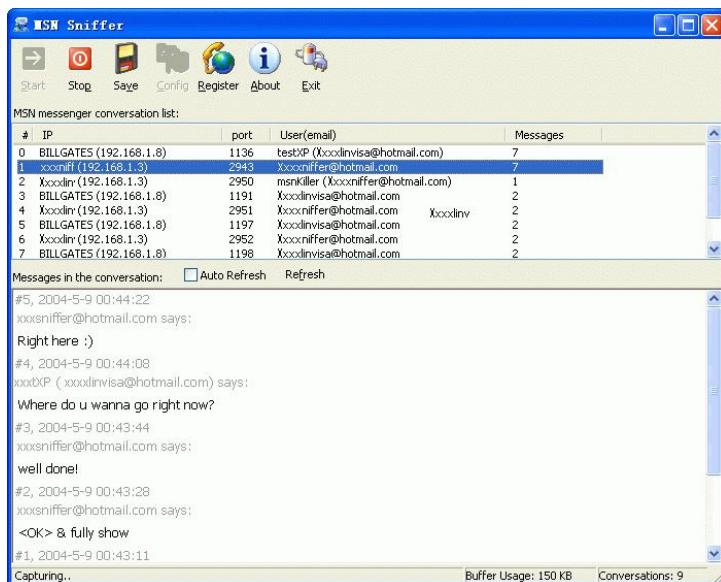 MSN Sniffer
Start Stop Save Config Register About Exit
MSN messenger conversation list:
# IP port User(email) Messages
0 BILLGATES (192.168.1.8) 1136 testXP (Xxxxlinvisa@hotmail.com) 7
1 xxxniff (192.168.1.3) 2943 Xxxxniffer@hotmail.com 7
2 Xxxxlin (192.168.1.3) 2950 msnKiller (Xxxxniffer@hotmail.com) 1
3 BILLGATES (192.168.1.8) 1191 Xxxxlinvisa@hotmail.com 2
4 Xxxxlin (192.168.1.3) 2951 Xxxxniffer@hotmail.com Xxxxlinv 2
5 BILLGATES (192.168.1.8) 1197 Xxxxlinvisa@hotmail.com 2
6 Xxxxlin (192.168.1.3) 2952 Xxxxniffer@hotmail.com 2
7 BILLGATES (192.168.1.8) 1198 Xxxxlinvisa@hotmail.com 2
Messages in the conversation: Auto Refresh Refresh
#5, 2004-5-9 00:44:22
xxxsniffer@hotmail.com says:
Right here :)
#4, 2004-5-9 00:44:08
xxxtXP ( xxxxlinvisa@hotmail.com) says:
Where do u wanna go right now?
#3, 2004-5-9 00:43:44
xxxsniffer@hotmail.com says:
well done!
#2, 2004-5-9 00:43:28
xxxsniffer@hotmail.com says:
<OK> & fully show
#1, 2004-5-9 00:43:11
Capturing.. Buffer Usage: 150 KB Conversations: 9